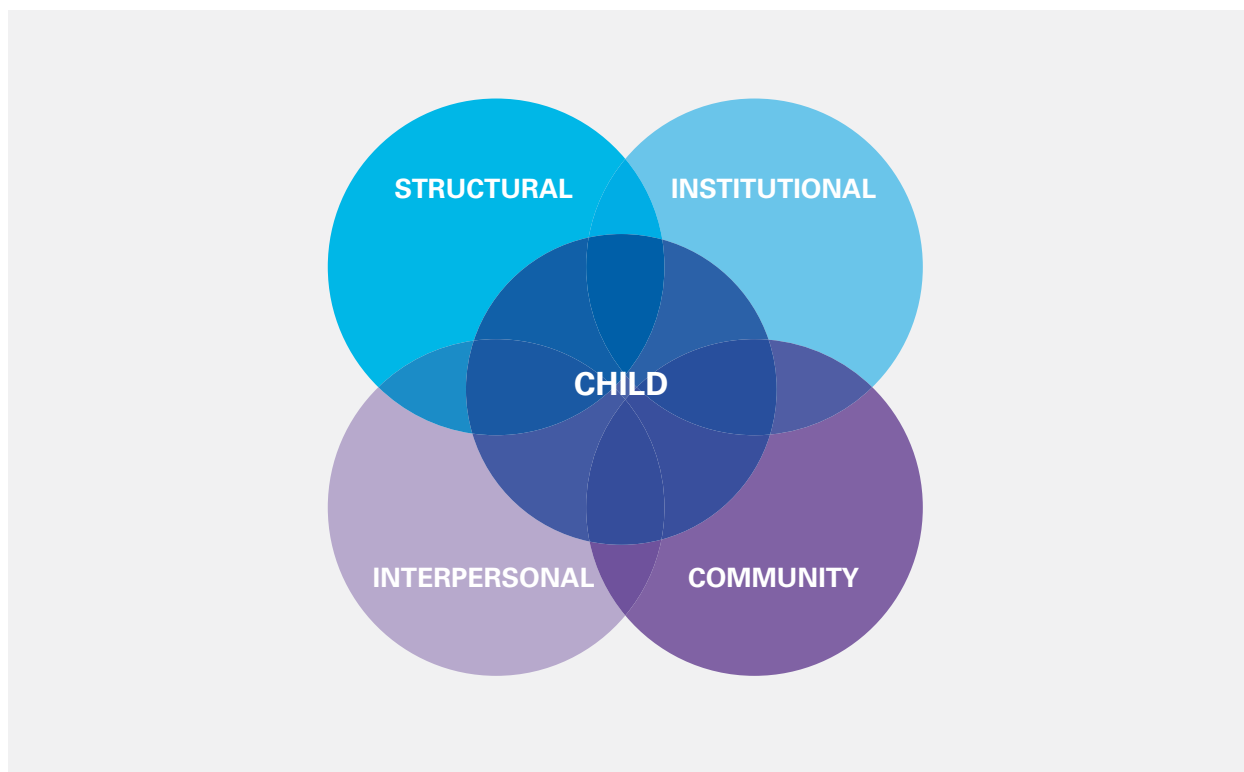 STRUCTURAL
INSTITUTIONAL
CHILD
INTERPERSONAL
COMMUNITY